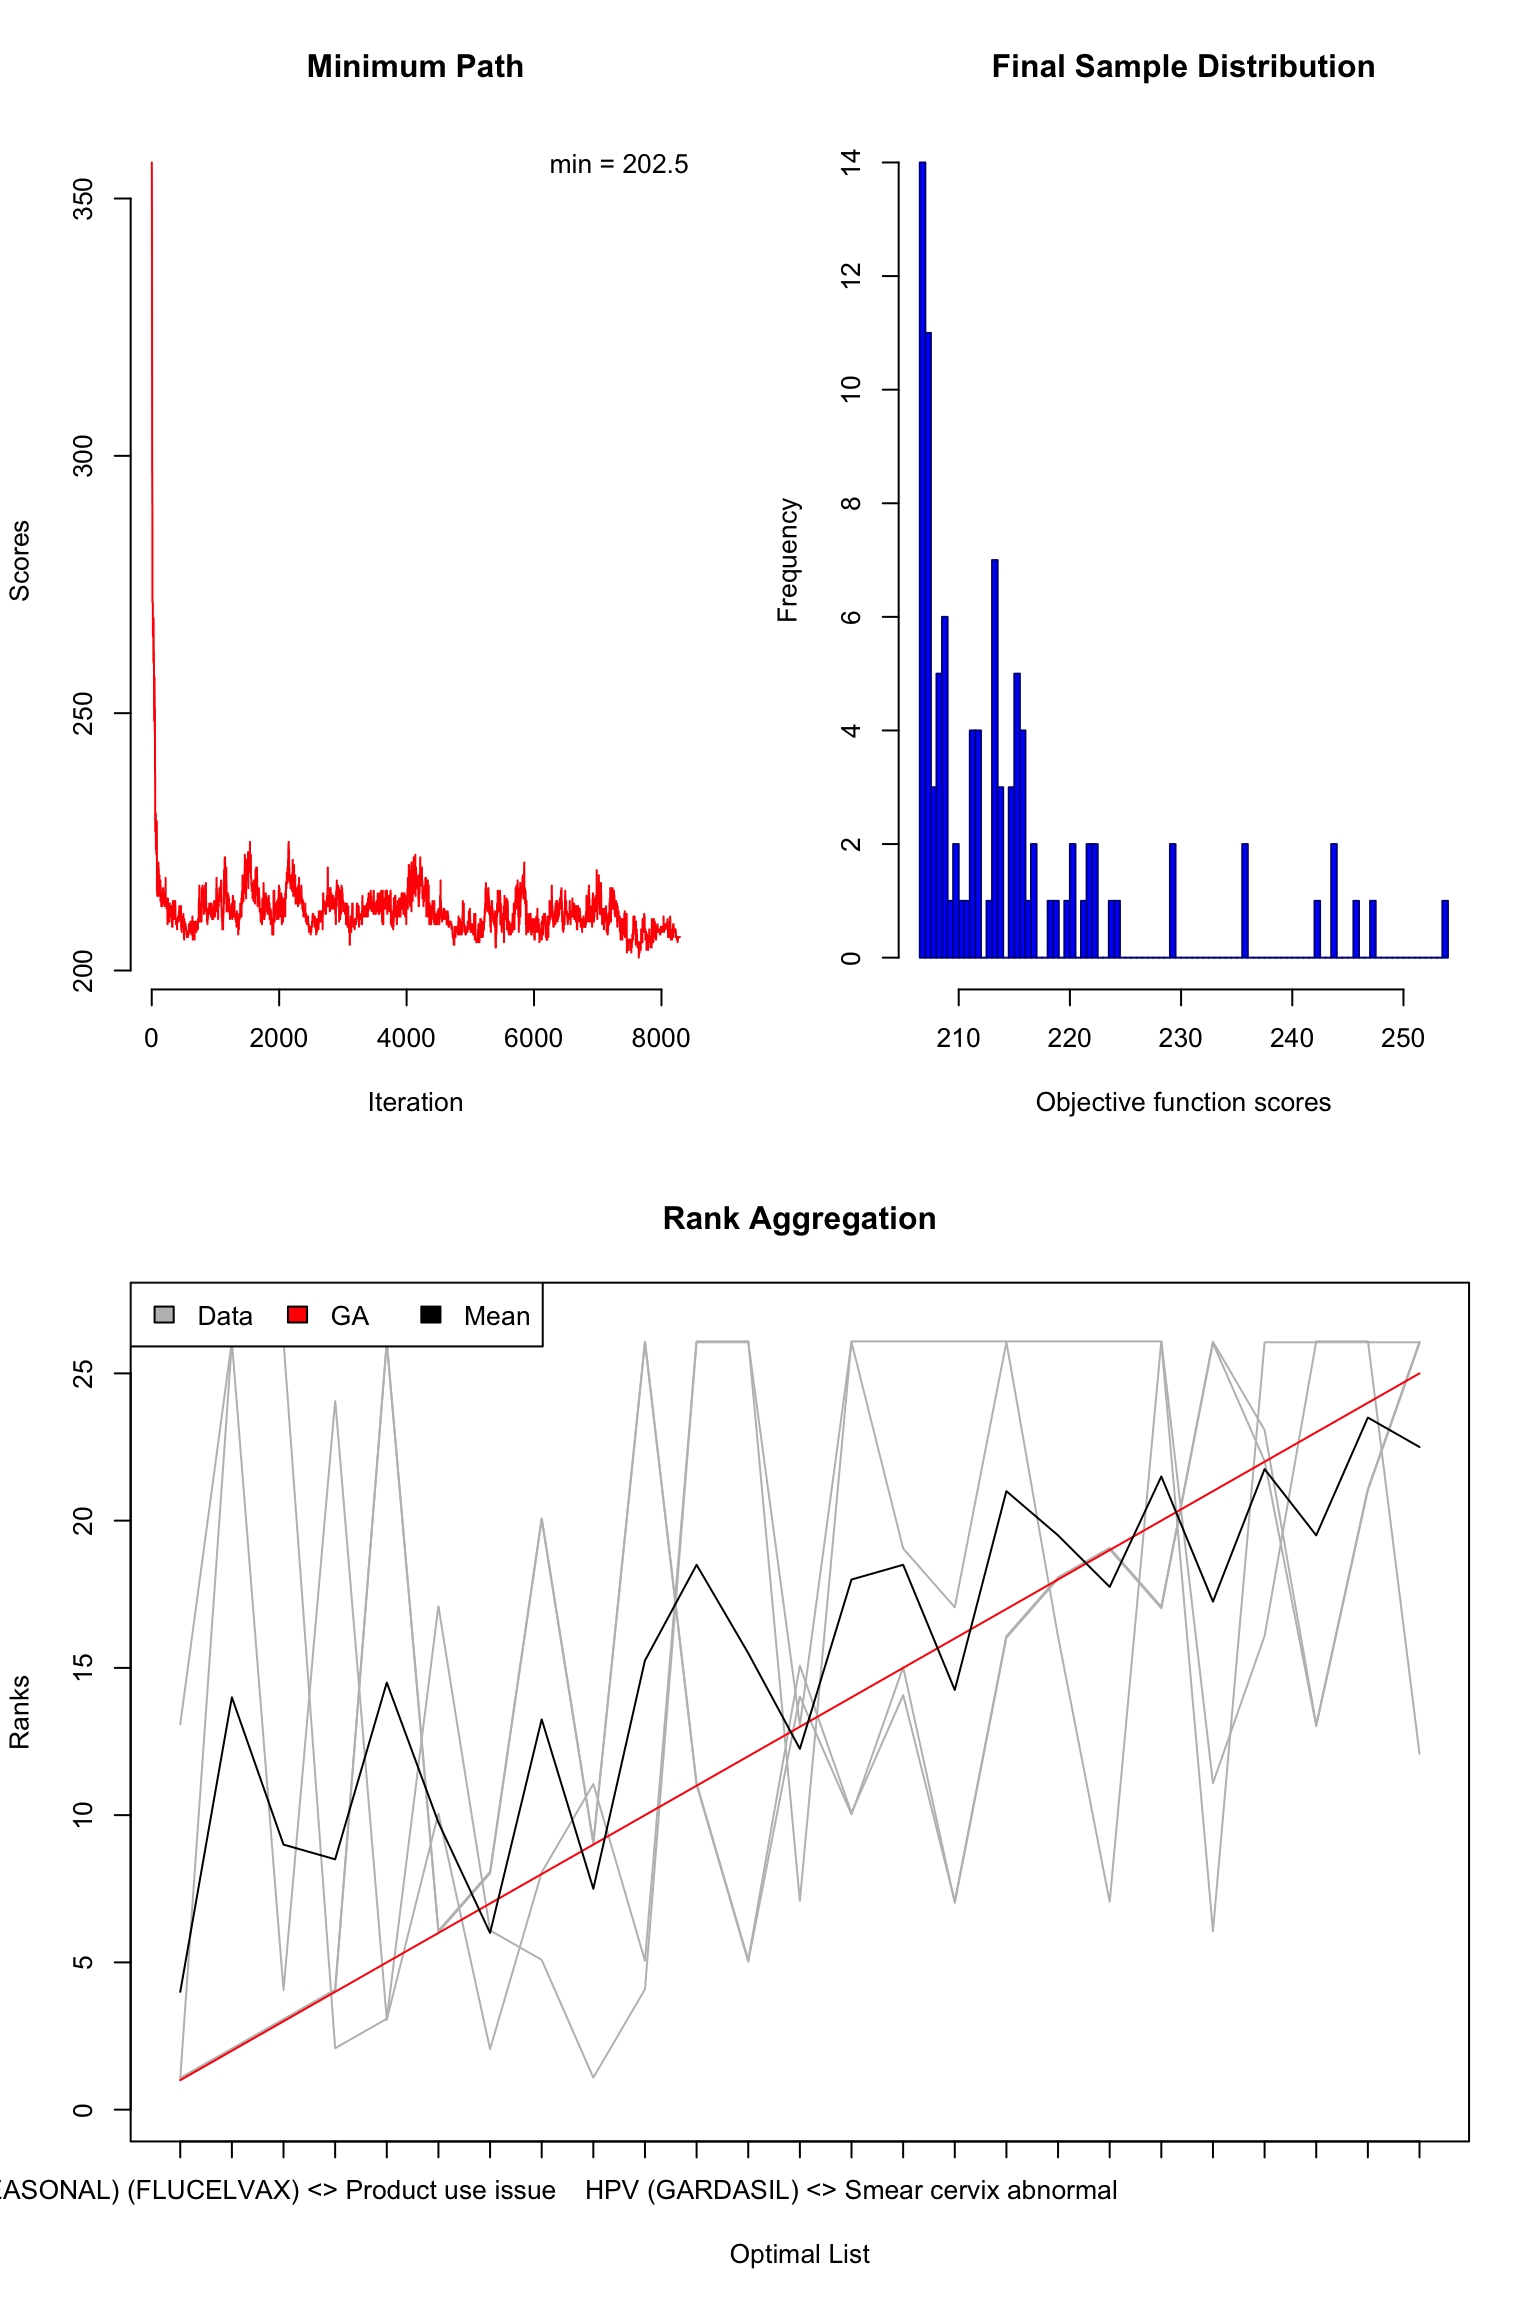 Minimum Path
min = 202.5
Scores
350
300
250
200
0 2000 4000 6000 8000
Iteration
Final Sample Distribution
Frequency
14
12
10
8
6
4
2
0
210 220 230 240 250
Objective function scores
Rank Aggregation
Data GA Mean
Ranks
25
20
15
10
5
0
EASONAL) (FLUCELVAX) <> Product use issue HPV (GARDASIL) <> Smear cervix abnormal
Optimal List